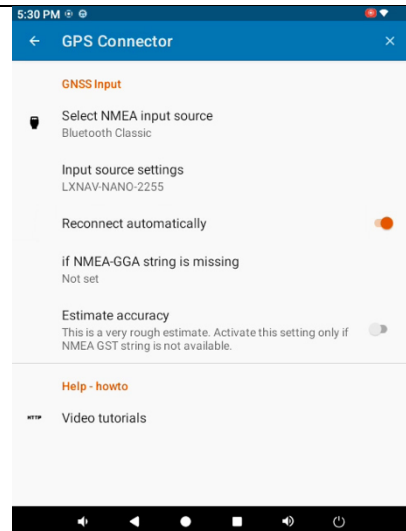 5:30 PM
GPS Connector
GNSS Input
Select NMEA input source
Bluetooth Classic
Input source settings
LXNAV-NANO-2255
Reconnect automatically
if NMEA-GGA string is missing
Not set
Estimate accuracy
This is a very rough estimate. Activate this setting only if
NMEA GST string is not available.
Help - howto
HTTP
Video tutorials